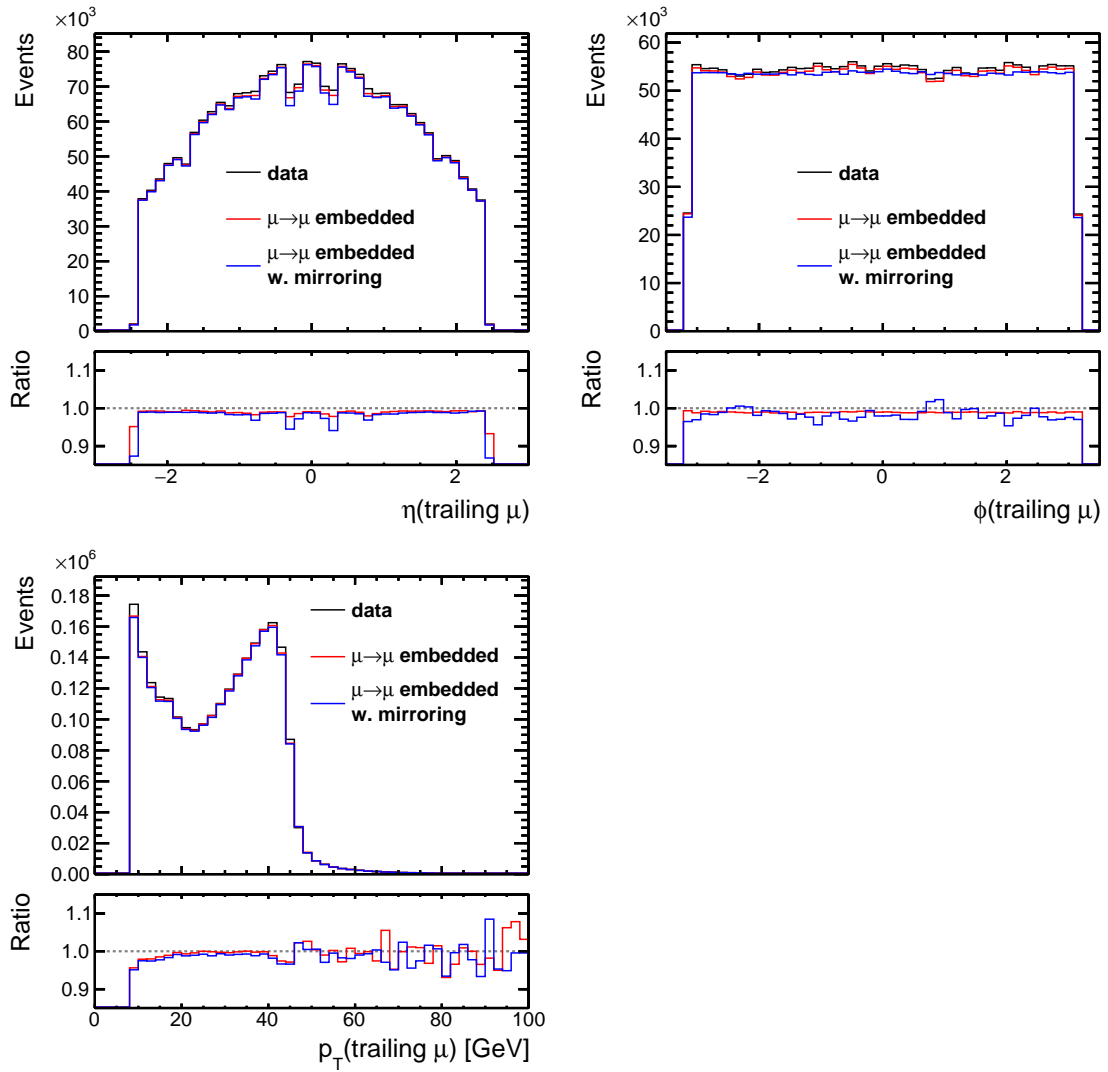 ×10³
Events
80
70
60
50
40
30
20
10
0
data
μ→μ embedded
μ→μ embedded
w. mirroring
Ratio
1.1
1.0
0.9
−2 0 2
η(trailing μ)
×10³
Events
60
50
40
30
20
10
0
data
μ→μ embedded
μ→μ embedded
w. mirroring
Ratio
1.1
1.0
0.9
−2 0 2
ϕ(trailing μ)
×10⁶
Events
0.18
0.16
0.14
0.12
0.10
0.08
0.06
0.04
0.02
0.00
data
μ→μ embedded
μ→μ embedded
w. mirroring
Ratio
1.1
1.0
0.9
0 20 40 60 80 100
p_T(trailing μ) [GeV]